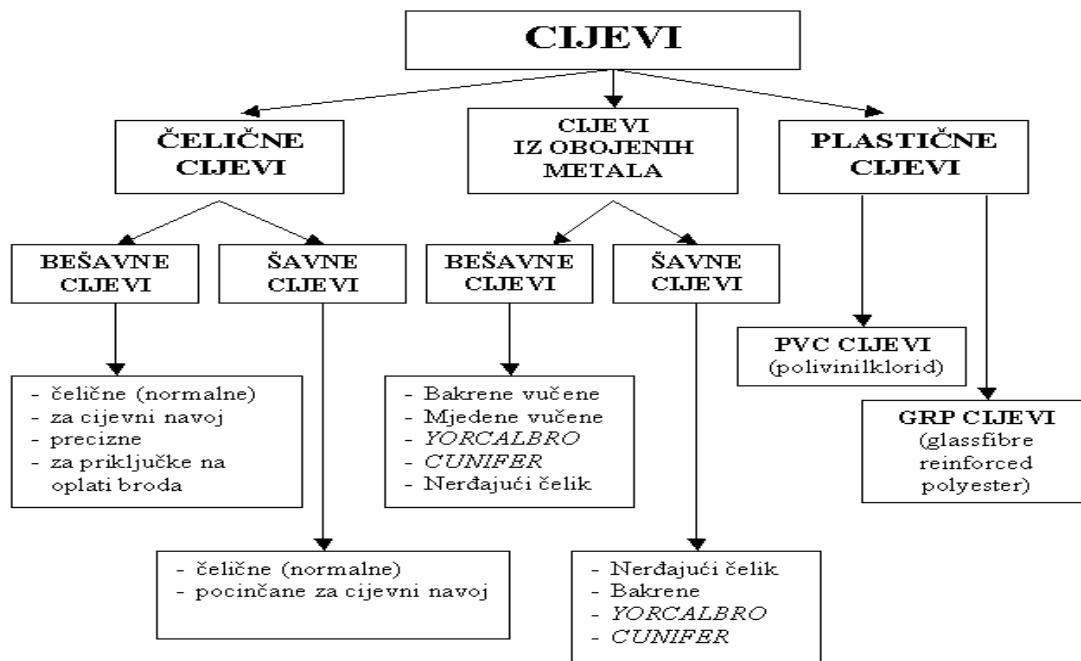 CIJEVI
ČELIČNE
CIJEVI
CIJEVI
IZ OBOJENIH
METALA
PLASTIČNE
CIJEVI
BEŠAVNE
CIJEVI
ŠAVNE
CIJEVI
BEŠAVNE
CIJEVI
ŠAVNE
CIJEVI
PVC CIJEVI
(polivinilklorid)
- čelične (normalne)
- za cijevni navoj
- precizne
- za priključke na
oplati broda
- Bakrene vučene
- Mjedene vučene
- YORCALBRO
- CUNIFER
- Nerđajući čelik
GRP CIJEVI
(glassfibre
reinforced
polyester)
- čelične (normalne)
- pocinčane za cijevni navoj
- Nerđajući čelik
- Bakrene
- YORCALBRO
- CUNIFER